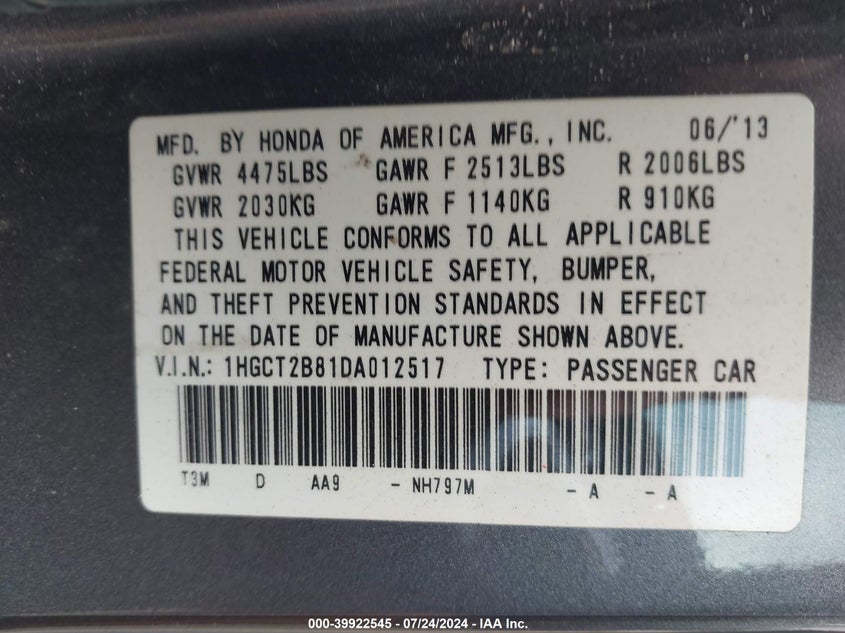 MFD. BY HONDA OF AMERICA MFG., INC. 06/'13
GVWR 4475LBS GAWR F 2513LBS R 2006LBS
GVWR 2030KG GAWR F 1140KG R 910KG
THIS VEHICLE CONFORMS TO ALL APPLICABLE
FEDERAL MOTOR VEHICLE SAFETY, BUMPER,
AND THEFT PREVENTION STANDARDS IN EFFECT
ON THE DATE OF MANUFACTURE SHOWN ABOVE.
V.I.N.: 1HGCT2B81DA012517 TYPE: PASSENGER CAR
T3M D AA9 - NH797M - A - A
000-39922545 - 07/24/2024 - IAA Inc.